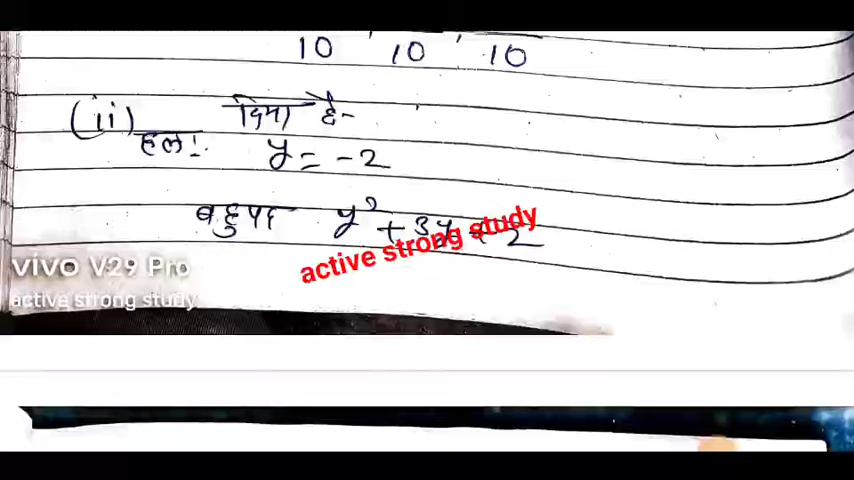 10 , 10 , 10
(ii) दिया है-
हल:
y = -2
बहुपद y² + 3y + 2
active strong study
vivo V29 Pro
active strong study